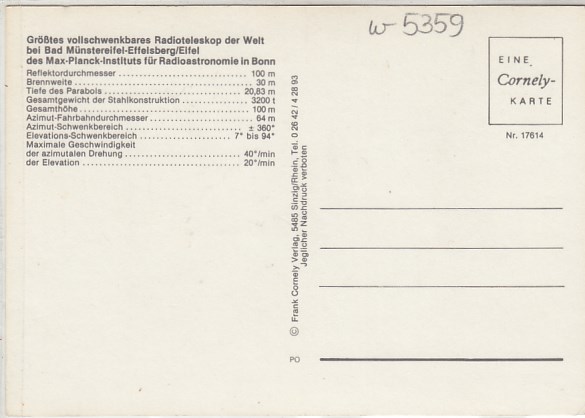 w-5359
Größtes vollschwenkbares Radioteleskop der Welt
bei Bad Münstereifel-Effelsberg/Eifel
des Max-Planck-Instituts für Radioastronomie in Bonn
Reflektordurchmesser ........................ 100 m
Brennweite ........................ 30 m
Tiefe des Parabols ........................ 20,83 m
Gesamtgewicht der Stahlkonstruktion ........................ 3200 t
Gesamthöhe ........................ 100 m
Azimut-Fahrbahndurchmesser ........................ 64 m
Azimut-Schwenkbereich ........................ ± 360°
Elevations-Schwenkbereich ........................ 7° bis 94°
Maximale Geschwindigkeit
der azimutalen Drehung ........................ 40°/min
der Elevation ........................ 20°/min
© Frank Cornely Verlag, 5485 Sinzig/Rhein, Tel. 0 26 42 / 4 28 93
Jeglicher Nachdruck verboten
PO
EINE
Cornely-
KARTE
Nr. 17614